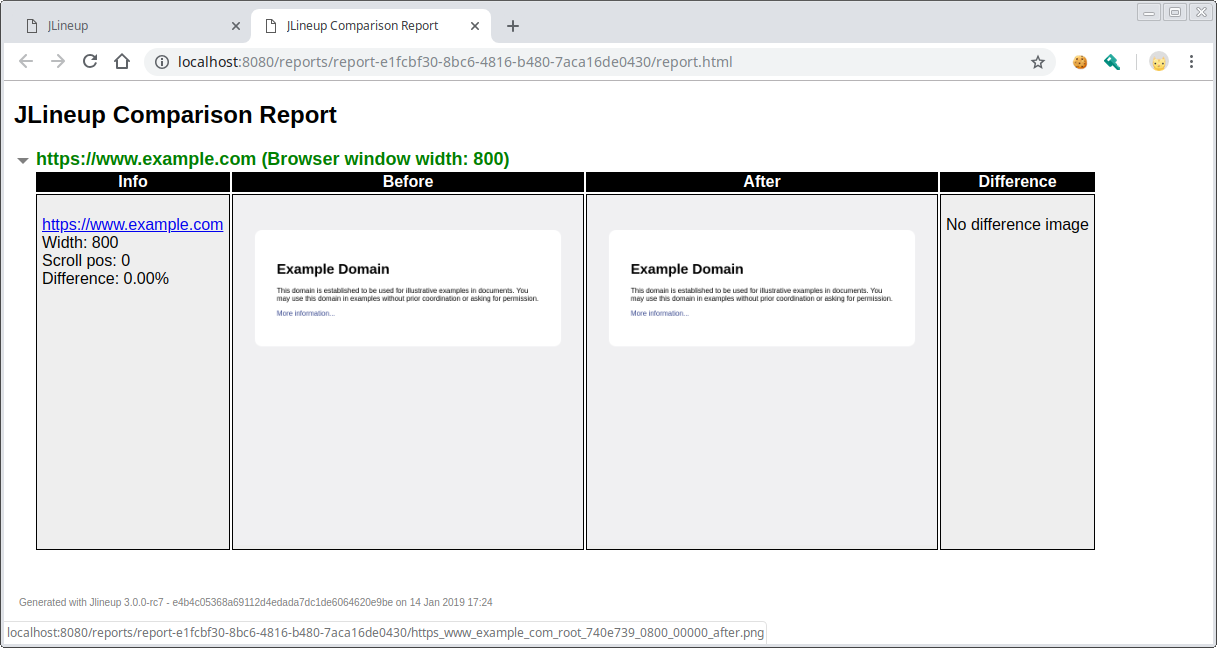 JLineup
JLineup Comparison Report
localhost:8080/reports/report-e1fcbf30-8bc6-4816-b480-7aca16de0430/report.html
JLineup Comparison Report
https://www.example.com (Browser window width: 800)
Info
Before
After
Difference
https://www.example.com
Width: 800
Scroll pos: 0
Difference: 0.00%
Example Domain
This domain is established to be used for illustrative examples in documents. You
may use this domain in examples without prior coordination or asking for permission.
More information...
Example Domain
This domain is established to be used for illustrative examples in documents. You
may use this domain in examples without prior coordination or asking for permission.
More information...
No difference image
Generated with Jlineup 3.0.0-rc7 - e4b4c05368a69112d4edada7dc1de6064620e9be on 14 Jan 2019 17:24
localhost:8080/reports/report-e1fcbf30-8bc6-4816-b480-7aca16de0430/https_www_example_com_root_740e739_0800_00000_after.png